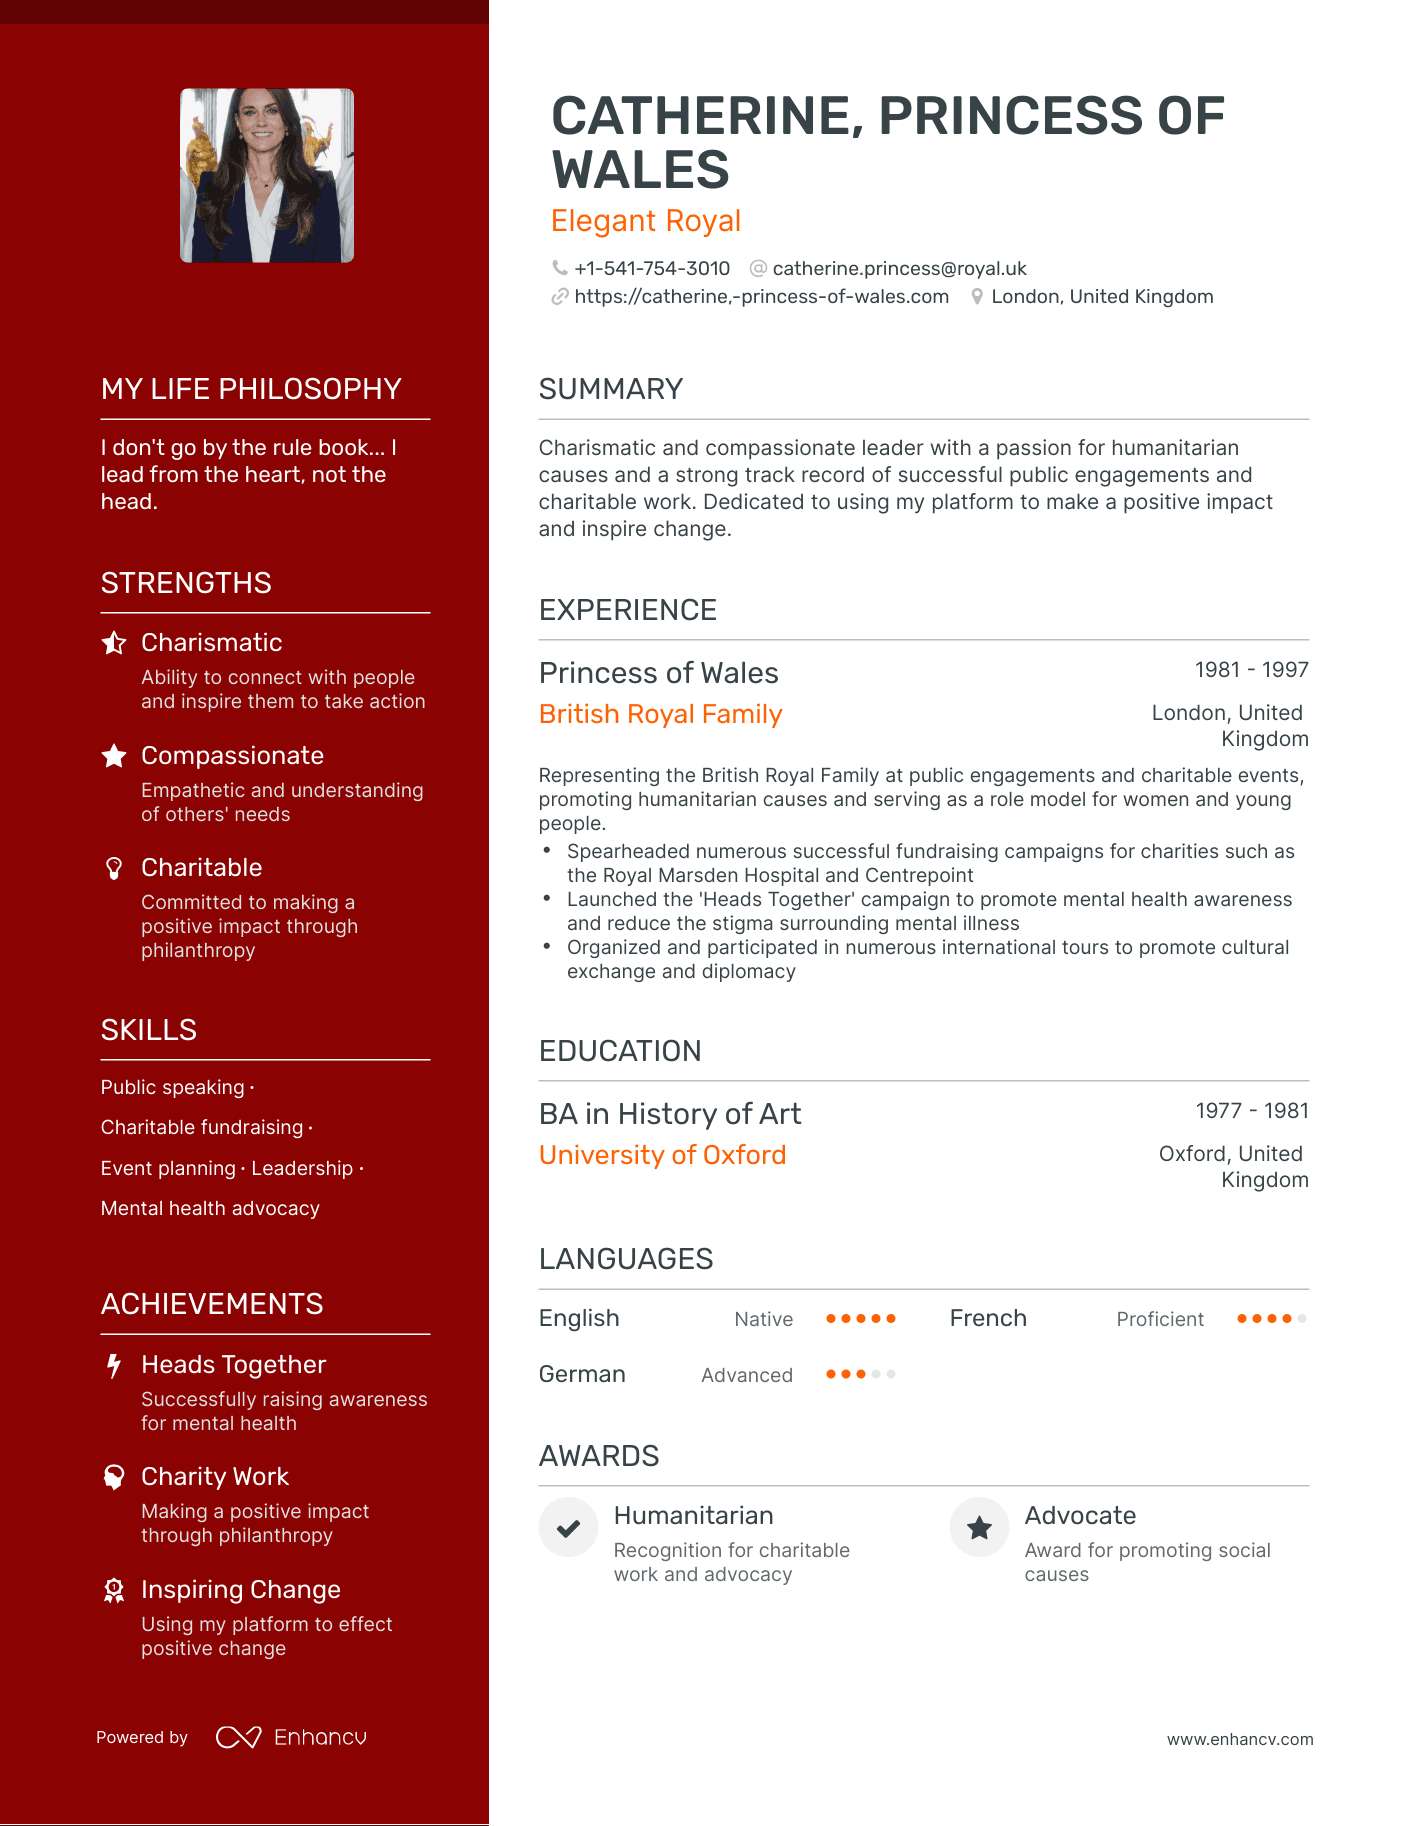 CATHERINE, PRINCESS OF
WALES
Elegant Royal
+1-541-754-3010 @ catherine.princess@royal.uk
https://catherine,-princess-of-wales.com London, United Kingdom
MY LIFE PHILOSOPHY
I don't go by the rule book... I
lead from the heart, not the
head.
STRENGTHS
Charismatic
Ability to connect with people
and inspire them to take action
Compassionate
Empathetic and understanding
of others' needs
Charitable
Committed to making a
positive impact through
philanthropy
SKILLS
Public speaking ·
Charitable fundraising ·
Event planning · Leadership ·
Mental health advocacy
ACHIEVEMENTS
Heads Together
Successfully raising awareness
for mental health
Charity Work
Making a positive impact
through philanthropy
Inspiring Change
Using my platform to effect
positive change
SUMMARY
Charismatic and compassionate leader with a passion for humanitarian
causes and a strong track record of successful public engagements and
charitable work. Dedicated to using my platform to make a positive impact
and inspire change.
EXPERIENCE
Princess of Wales 1981 - 1997
British Royal Family London, United
Kingdom
Representing the British Royal Family at public engagements and charitable events,
promoting humanitarian causes and serving as a role model for women and young
people.
• Spearheaded numerous successful fundraising campaigns for charities such as
the Royal Marsden Hospital and Centrepoint
• Launched the 'Heads Together' campaign to promote mental health awareness
and reduce the stigma surrounding mental illness
• Organized and participated in numerous international tours to promote cultural
exchange and diplomacy
EDUCATION
BA in History of Art 1977 - 1981
University of Oxford Oxford, United
Kingdom
LANGUAGES
English Native French Proficient
German Advanced
AWARDS
Humanitarian
Recognition for charitable
work and advocacy
Advocate
Award for promoting social
causes
Powered by Enhancv
www.enhancv.com